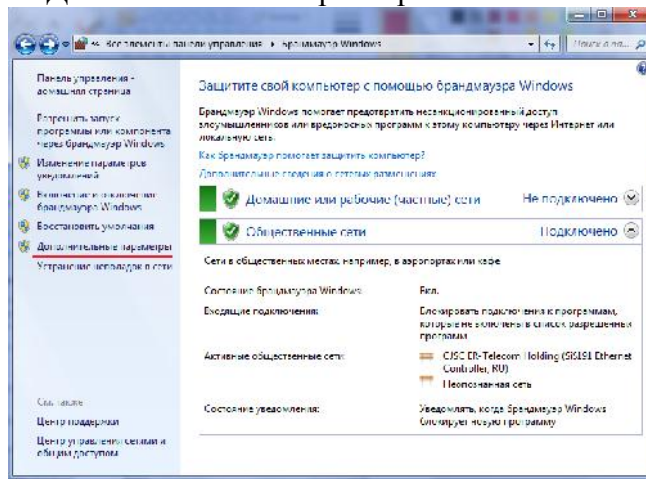 Все элементы панели управления ▸ Брандмауэр Windows
Панель управления -
домашняя страница
Разрешить запуск
программы или компонента
через брандмауэр Windows
Изменение параметров
уведомлений
Включение и отключение
брандмауэра Windows
Восстановить умолчания
Дополнительные параметры
Устранение неполадок в сети
См. также
Центр поддержки
Центр управления сетями и
общим доступом
Защитите свой компьютер с помощью брандмауэра Windows
Брандмауэр Windows помогает предотвратить несанкционированный доступ
злоумышленников или вредоносных программ к этому компьютеру через Интернет или
локальную сеть.
Как брандмауэр помогает защитить компьютер?
Дополнительные сведения о сетевых размещениях
Домашние или рабочие (частные) сети Не подключено
Общественные сети Подключено
Сети в общественных местах, например, в аэропортах или кафе
Состояние брандмауэра Windows: Вкл.
Входящие подключения: Блокировать подключения к программам,
которые не включены в список разрешенных
программ
Активные общественные сети: CJSC ER-Telecom Holding (SiS191 Ethernet
Controller, RU)
Неопознанная сеть
Состояние уведомления: Уведомлять, когда брандмауэр Windows
блокирует новую программу